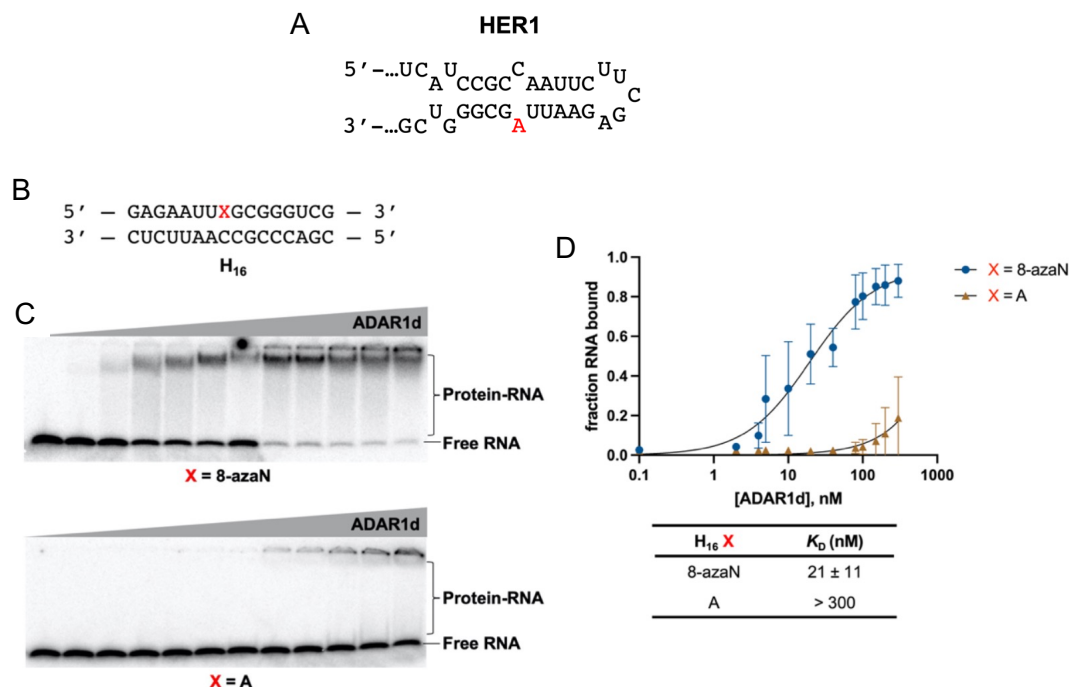 A
HER1
5′-…UCAUCCGCCAAUUCUUC
3′-…GCUGGGCGAUUAAGAG
B
5′ – GAGAAUUXGCGGGUCG – 3′
3′ – CUCUUAACCGCCCAGC – 5′
H16
C
ADAR1d
Protein-RNA
Free RNA
X = 8-azaN
ADAR1d
Protein-RNA
Free RNA
X = A
D
fraction RNA bound
1.0
0.8
0.6
0.4
0.2
0.0
0.1
1
10
100
1000
[ADAR1d], nM
X = 8-azaN
X = A
H16 X KD (nM)
8-azaN 21 ± 11
A > 300